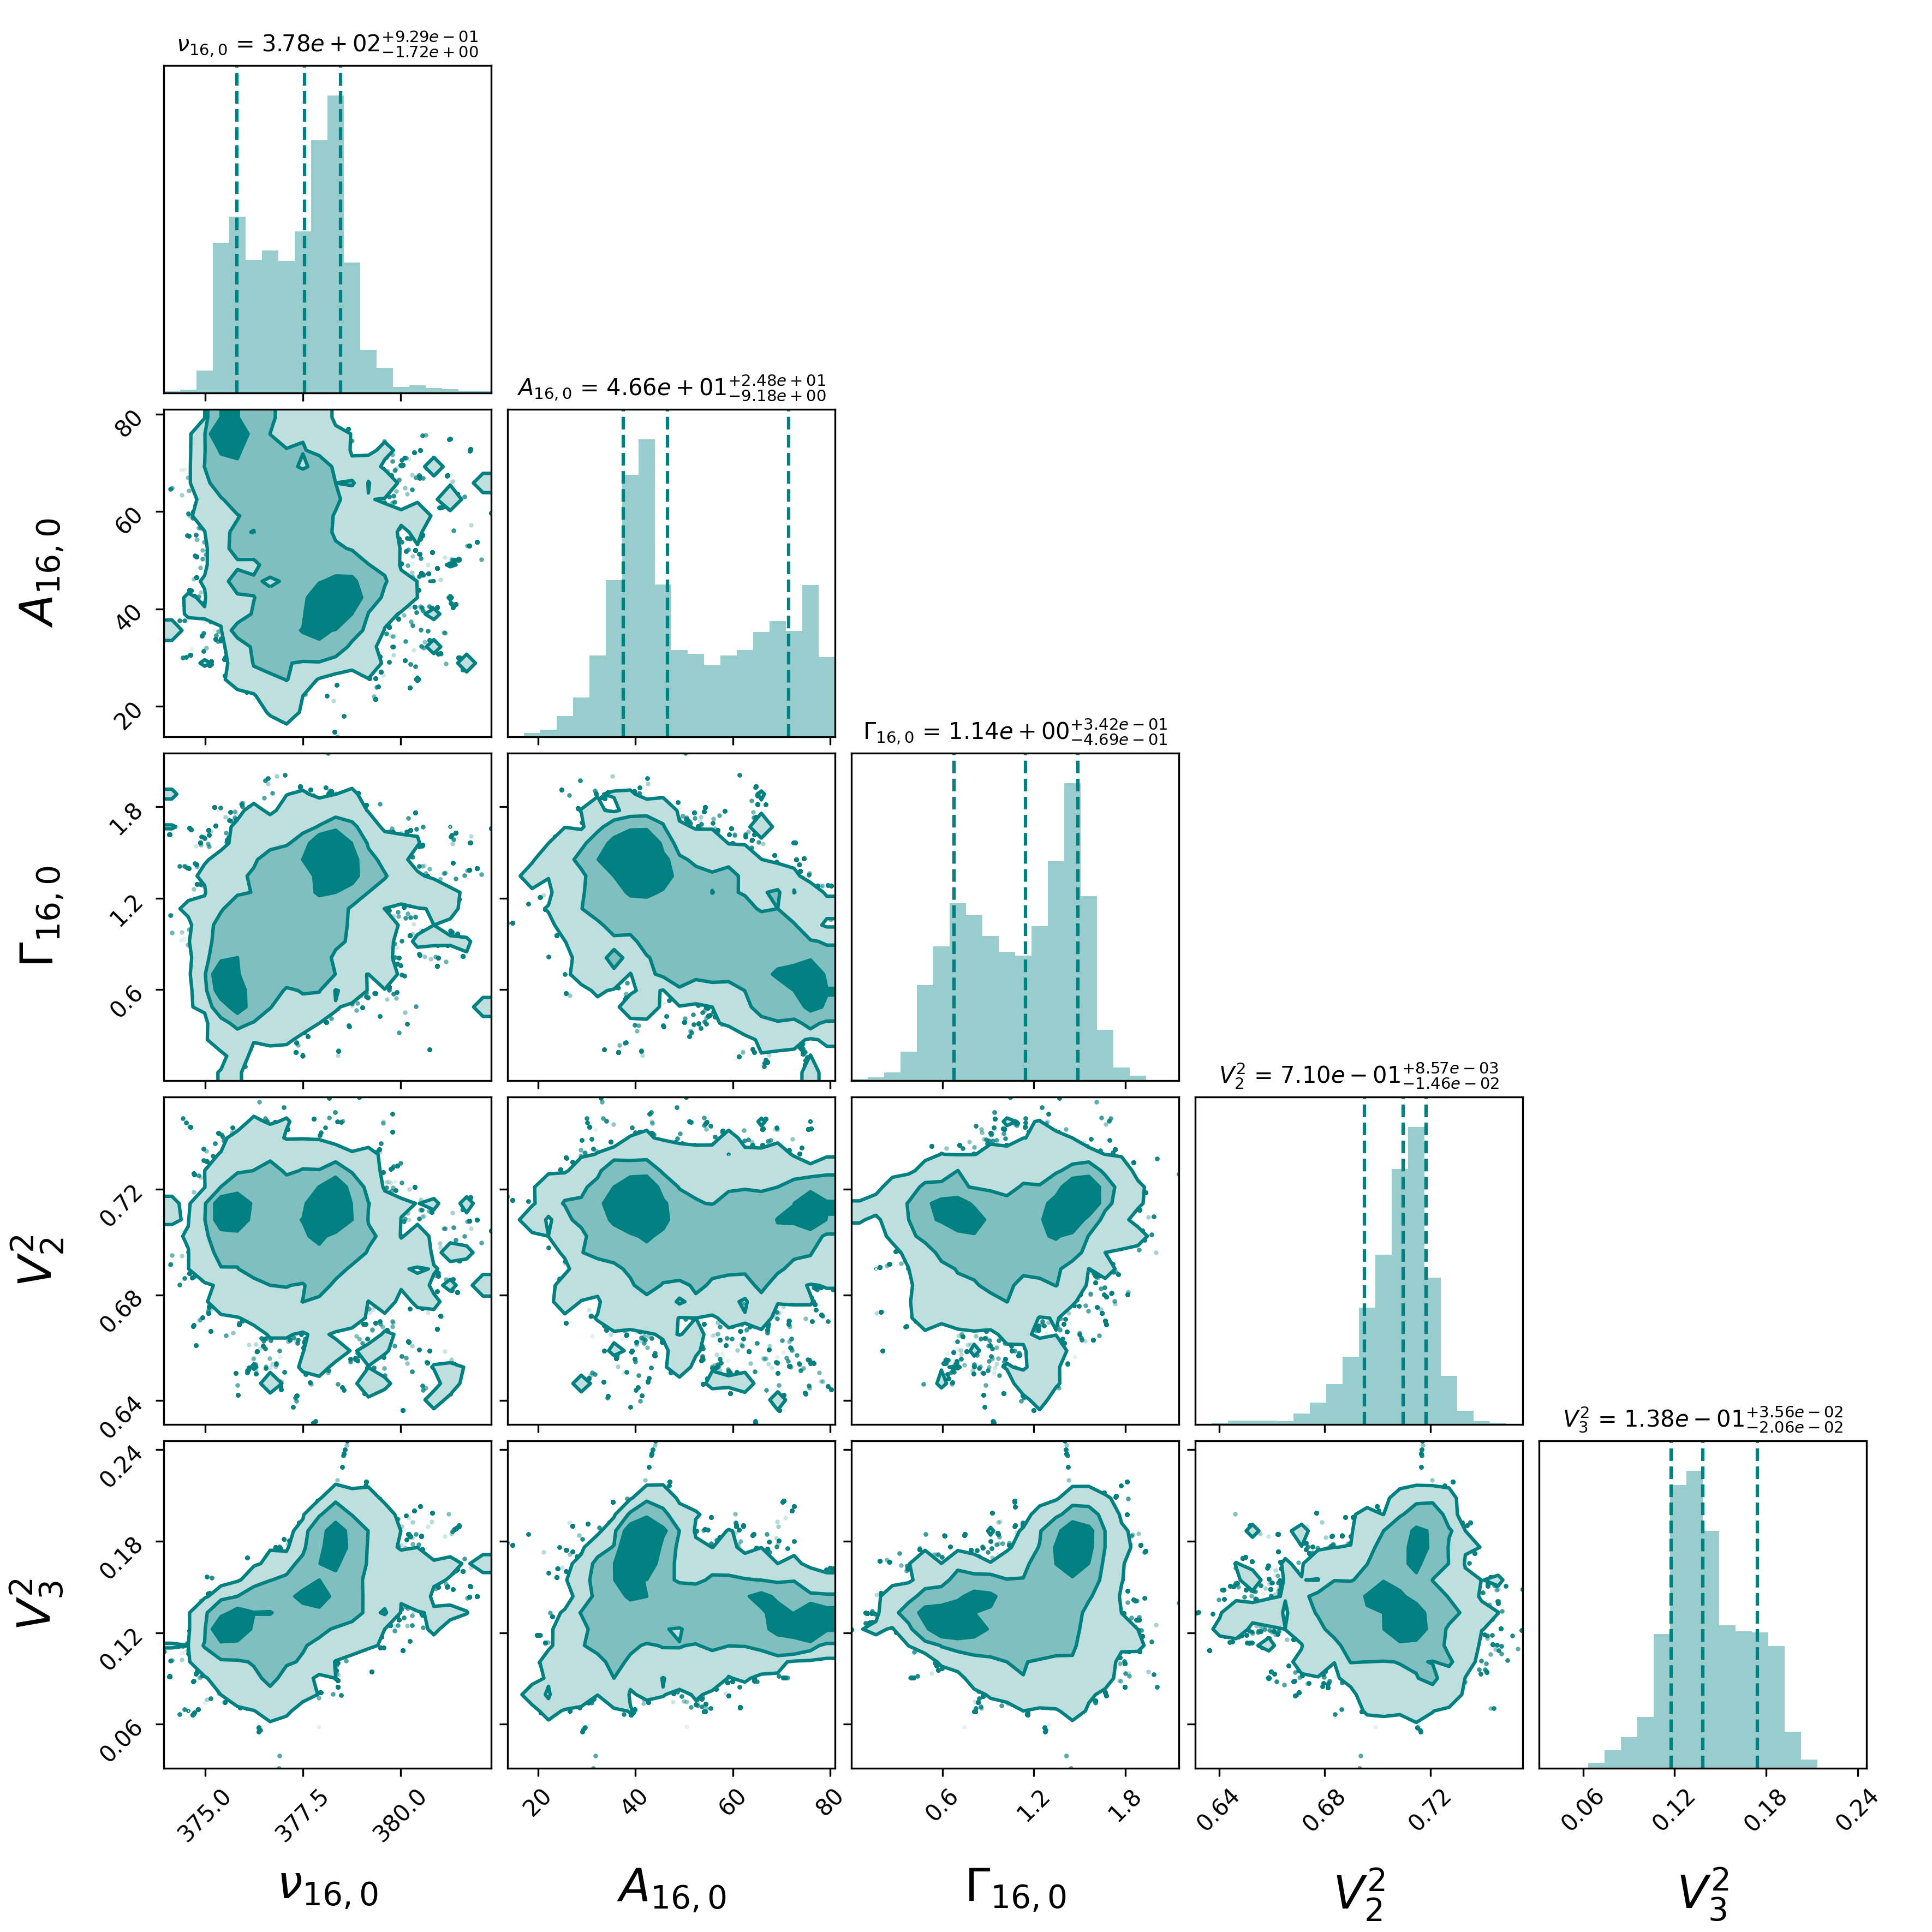 ν16, 0 = 3.78e + 02 +9.29e − 01 −1.72e + 00
A16, 0 = 4.66e + 01 +2.48e + 01 −9.18e + 00
80
60
40
20
A16, 0
Γ16, 0 = 1.14e + 00 +3.42e − 01 −4.69e − 01
1.8
1.2
0.6
Γ16, 0
V₂² = 7.10e − 01 +8.57e − 03 −1.46e − 02
0.72
0.68
0.64
V₂²
V₃² = 1.38e − 01 +3.56e − 02 −2.06e − 02
0.24
0.18
0.12
0.06
V₃²
375.0 377.5 380.0 20 40 60 80 0.6 1.2 1.8 0.64 0.68 0.72 0.06 0.12 0.18 0.24
ν16, 0 A16, 0 Γ16, 0 V₂² V₃²